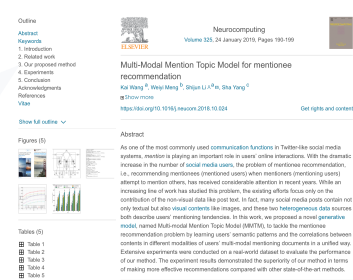 Outline
Abstract
Keywords
1. Introduction
2. Related work
3. Our proposed method
4. Experiments
5. Conclusion
Acknowledgments
References
Vitae
Show full outline
Figures (5)
Tables (5)
Table 1
Table 2
Table 3
Table 4
Table 5
ELSEVIER
Neurocomputing
Volume 325, 24 January 2019, Pages 190-199
Multi-Modal Mention Topic Model for mentionee
recommendation
Kai Wang a, Weiyi Meng b, Shijun Li a, Sha Yang c
Show more
https://doi.org/10.1016/j.neucom.2018.10.024
Get rights and content
Abstract
As one of the most commonly used communication functions in Twitter-like social media
systems, mention is playing an important role in users' online interactions. With the dramatic
increase in the number of social media users, the problem of mentionee recommendation,
i.e., recommending mentionees (mentioned users) when mentioners (mentioning users)
attempt to mention others, has received considerable attention in recent years. While an
increasing line of work has studied this problem, the existing efforts focus only on the
contribution of the non-visual data like post text. In fact, many social media posts contain not
only textual but also visual contents like images, and these two heterogeneous data sources
both describe users' mentioning tendencies. In this work, we proposed a novel generative
model, named Multi-modal Mention Topic Model (MMTM), to tackle the mentionee
recommendation problem by learning users' semantic patterns and the correlations between
contents in different modalities of users' multi-modal mentioning documents in a unified way.
Extensive experiments were conducted on a real-world dataset to evaluate the performance
of our method. The experiment results demonstrated the superiority of our method in terms
of making more effective recommendations compared with other state-of-the-art methods.